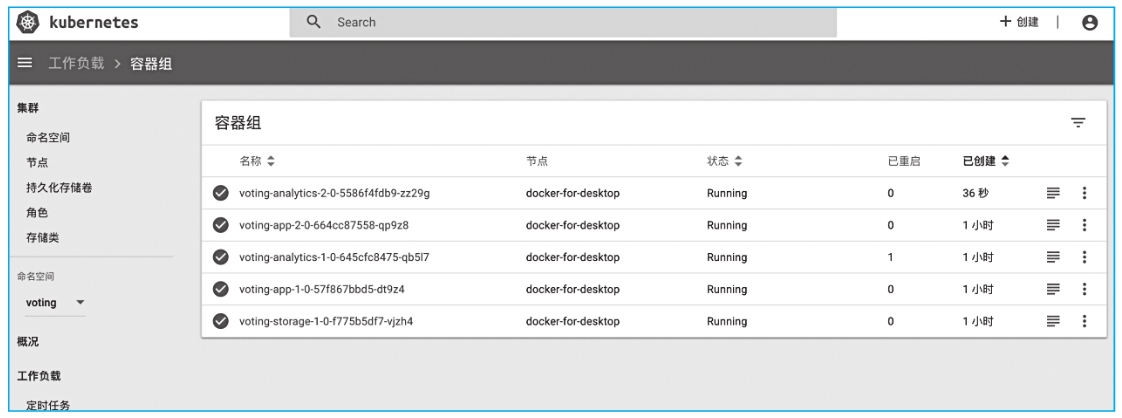 kubernetes Search 创建
工作负载 > 容器组
集群
命名空间
节点
持久化存储卷
角色
存储类
命名空间
voting
概况
工作负载
定时任务
容器组
名称 节点 状态 已重启 已创建
voting-analytics-2-0-5586f4fdb9-zz29g docker-for-desktop Running 0 36 秒
voting-app-2-0-664cc87558-qp9z8 docker-for-desktop Running 0 1 小时
voting-analytics-1-0-645cfc8475-qb5l7 docker-for-desktop Running 1 1 小时
voting-app-1-0-57f867bbd5-dt9z4 docker-for-desktop Running 0 1 小时
voting-storage-1-0-f775b5df7-vjzh4 docker-for-desktop Running 0 1 小时